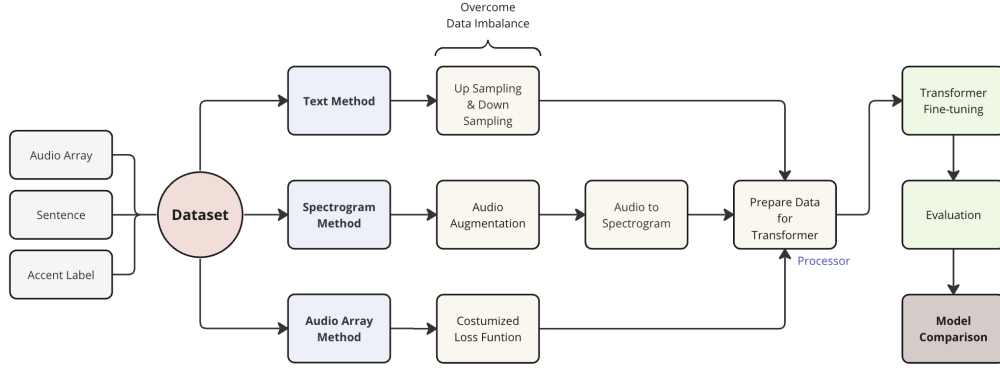 Overcome
Data Imbalance
Text Method
Up Sampling
& Down
Sampling
Transformer
Fine-tuning
Audio Array
Sentence
Accent Label
Dataset
Spectrogram
Method
Audio
Augmentation
Audio to
Spectrogram
Prepare Data
for
Transformer
Processor
Evaluation
Audio Array
Method
Costumized
Loss Funtion
Model
Comparison